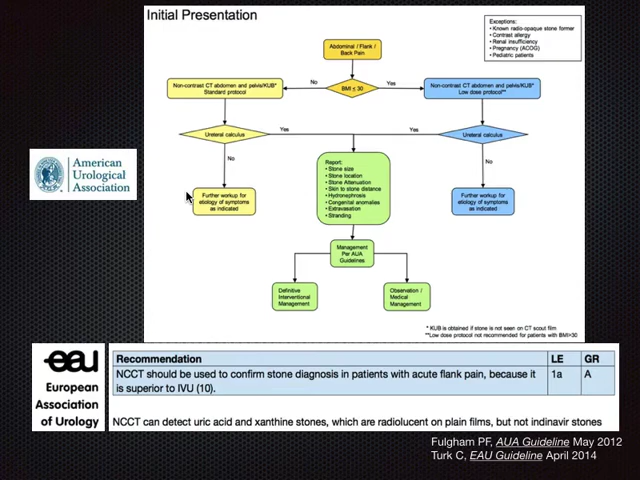 Initial Presentation
Exceptions:
• Known radio-opaque stone former
• Contrast allergy
• Renal insufficiency
• Pregnancy (ACOG)
• Pediatric patients
Abdominal / Flank /
Back Pain
No
BMI ≤ 30
Yes
Non-contrast CT abdomen and pelvis/KUB*
Standard protocol
Non-contrast CT abdomen and pelvis/KUB*
Low dose protocol**
Ureteral calculus
Yes
Yes
Ureteral calculus
No
No
Report:
• Stone size
• Stone location
• Stone Attenuation
• Skin to stone distance
• Hydronephrosis
• Congenital anomalies
• Extravasation
• Stranding
Further workup for
etiology of symptoms
as indicated
Further workup for
etiology of symptoms
as indicated
Management
Per AUA
Guidelines
Definitive
Interventional
Management
Observation /
Medical
Management
* KUB is obtained if stone is not seen on CT scout film
**Low dose protocol not recommended for patients with BMI>30
American
Urological
Association
eau
European
Association
of Urology
Recommendation LE GR
NCCT should be used to confirm stone diagnosis in patients with acute flank pain, because it 1a A
is superior to IVU (10).
NCCT can detect uric acid and xanthine stones, which are radiolucent on plain films, but not indinavir stones
Fulgham PF, AUA Guideline May 2012
Turk C, EAU Guideline April 2014